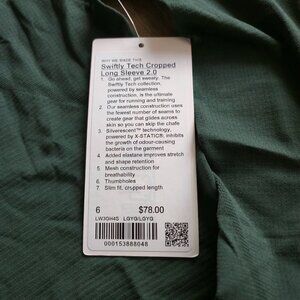 WHY WE MADE THIS
Swiftly Tech Cropped
Long Sleeve 2.0
1. Go ahead, get sweaty. The
Swiftly Tech collection,
powered by seamless
construction, is the ultimate
gear for running and training
2. Our seamless construction uses
the fewest number of seams to
create gear that glides across
skin so you can skip the chafe
3. Silverescent™ technology,
powered by X-STATIC®, inhibits
the growth of odour-causing
bacteria on the garment
4. Added elastane improves stretch
and shape retention
5. Mesh construction for
breathability
6. Thumbholes
7. Slim fit, cropped length
6 $78.00
LW3GH4S LGYG/LGYG
000153888048